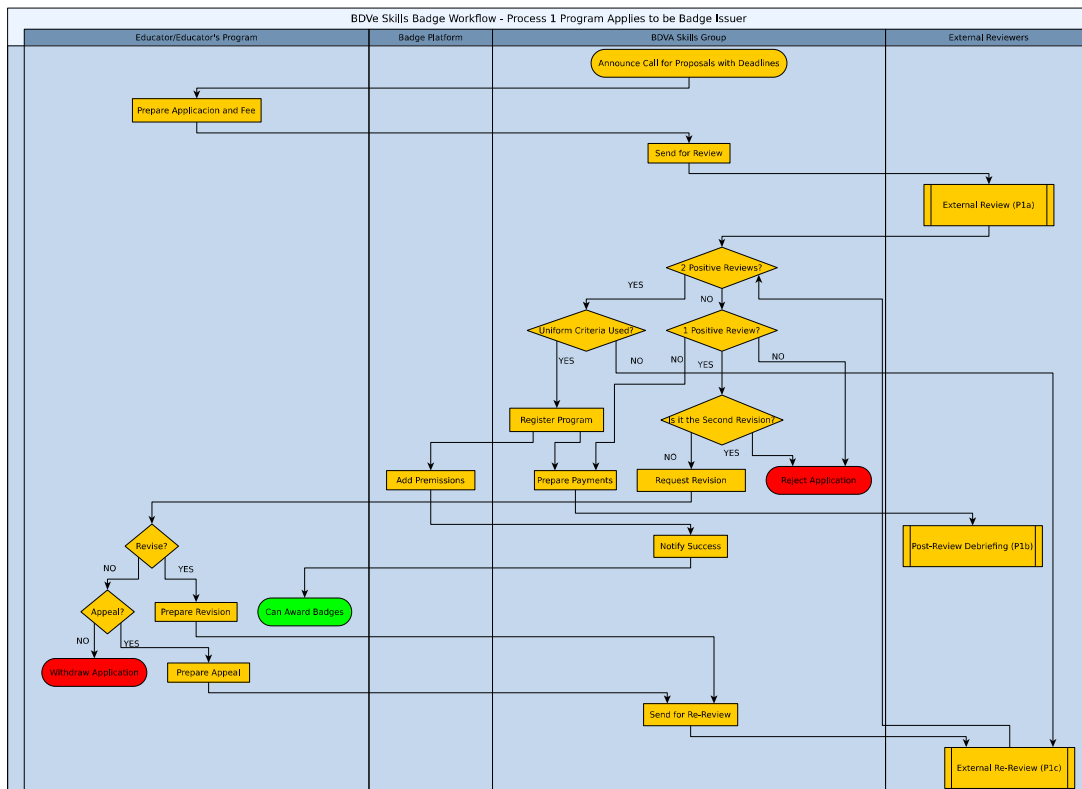 BDVe Skills Badge Workflow - Process 1 Program Applies to be Badge Issuer
Educator/Educator's Program
Badge Platform
BDVA Skills Group
External Reviewers
Announce Call for Proposals with Deadlines
Prepare Applicacion and Fee
Send for Review
External Review (P1a)
2 Positive Reviews?
YES
NO
Uniform Criteria Used?
1 Positive Review?
YES
NO
NO
YES
NO
Register Program
Is it the Second Revision?
NO
YES
Add Premissions
Prepare Payments
Request Revision
Reject Application
Revise?
Notify Success
Post-Review Debriefing (P1b)
NO
YES
Appeal?
Prepare Revision
Can Award Badges
NO
YES
Withdraw Application
Prepare Appeal
Send for Re-Review
External Re-Review (P1c)